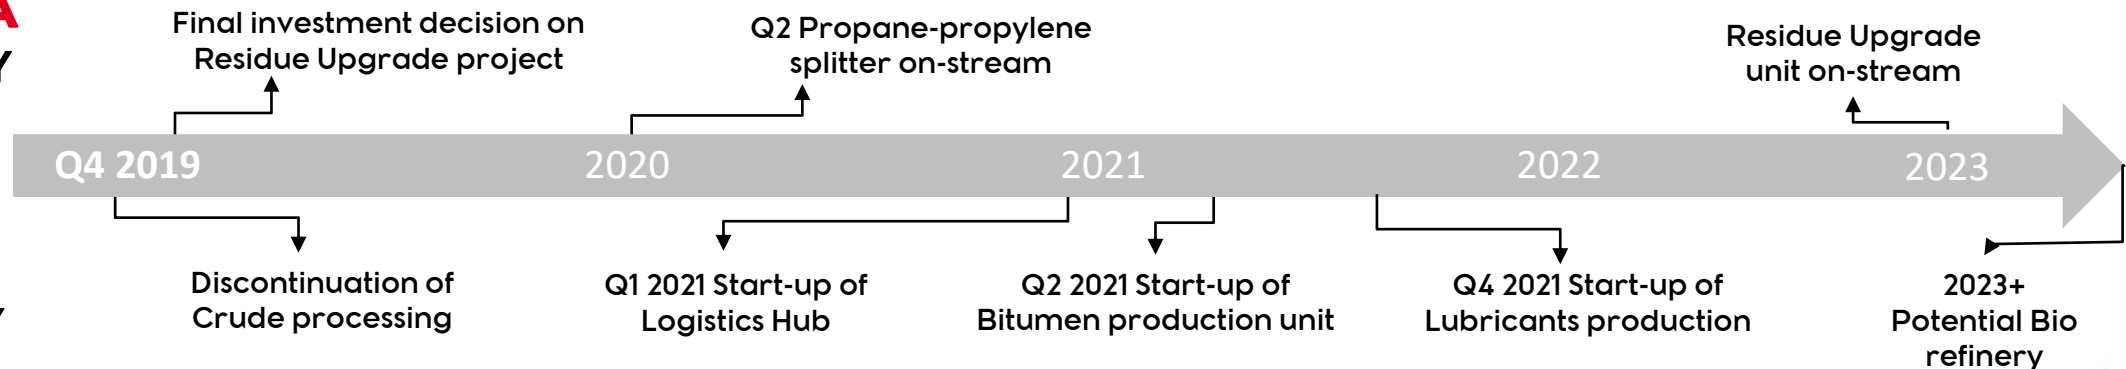 Final investment decision on
Residue Upgrade project
Q2 Propane-propylene
splitter on-stream
Residue Upgrade
unit on-stream
Q4 2019
2020
2021
2022
2023
Discontinuation of
Crude processing
Q1 2021 Start-up of
Logistics Hub
Q2 2021 Start-up of
Bitumen production unit
Q4 2021 Start-up of
Lubricants production
2023+
Potential Bio
refinery